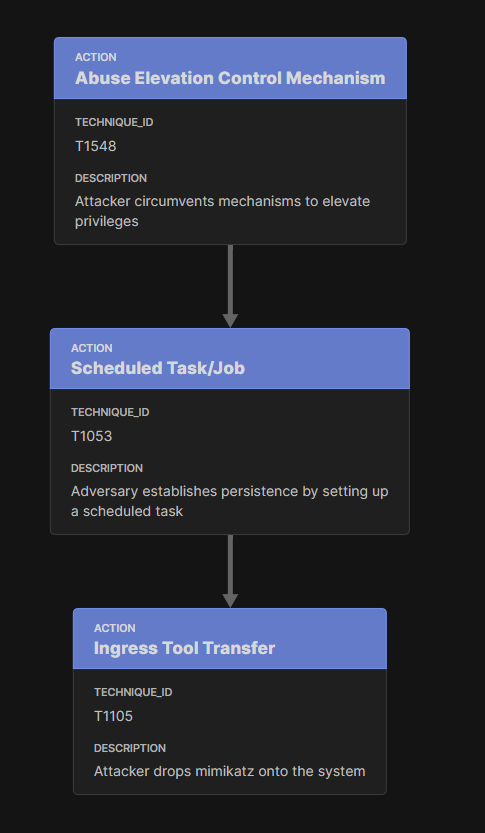 ACTION
Abuse Elevation Control Mechanism
TECHNIQUE_ID
T1548
DESCRIPTION
Attacker circumvents mechanisms to elevate
privileges
ACTION
Scheduled Task/Job
TECHNIQUE_ID
T1053
DESCRIPTION
Adversary establishes persistence by setting up
a scheduled task
ACTION
Ingress Tool Transfer
TECHNIQUE_ID
T1105
DESCRIPTION
Attacker drops mimikatz onto the system